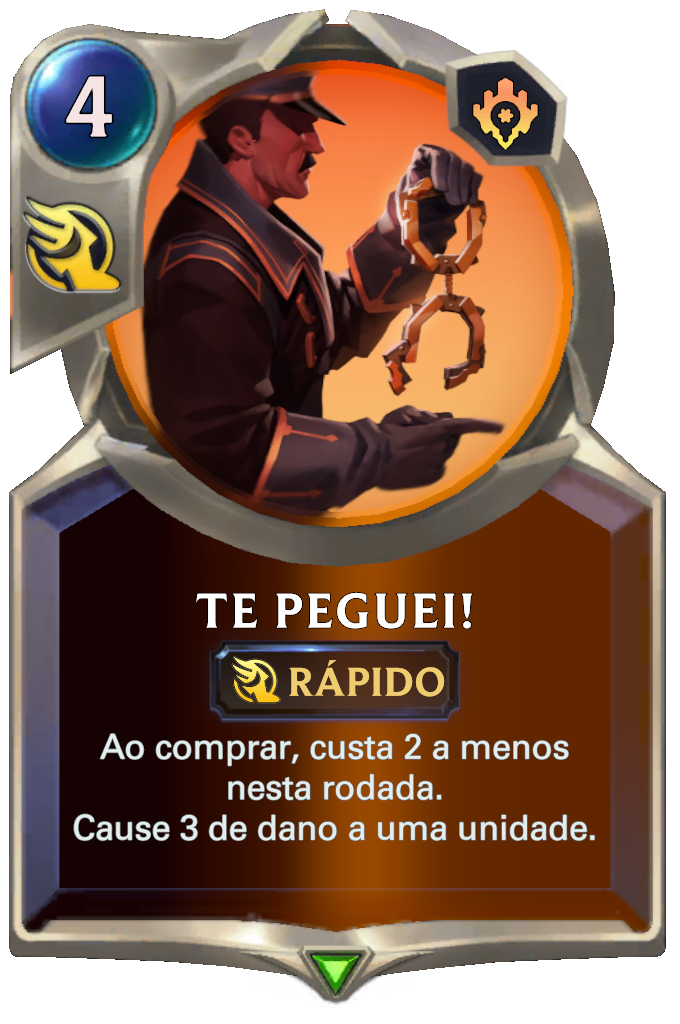 4
TE PEGUEI!
RÁPIDO
Ao comprar, custa 2 a menos
nesta rodada.
Cause 3 de dano a uma unidade.